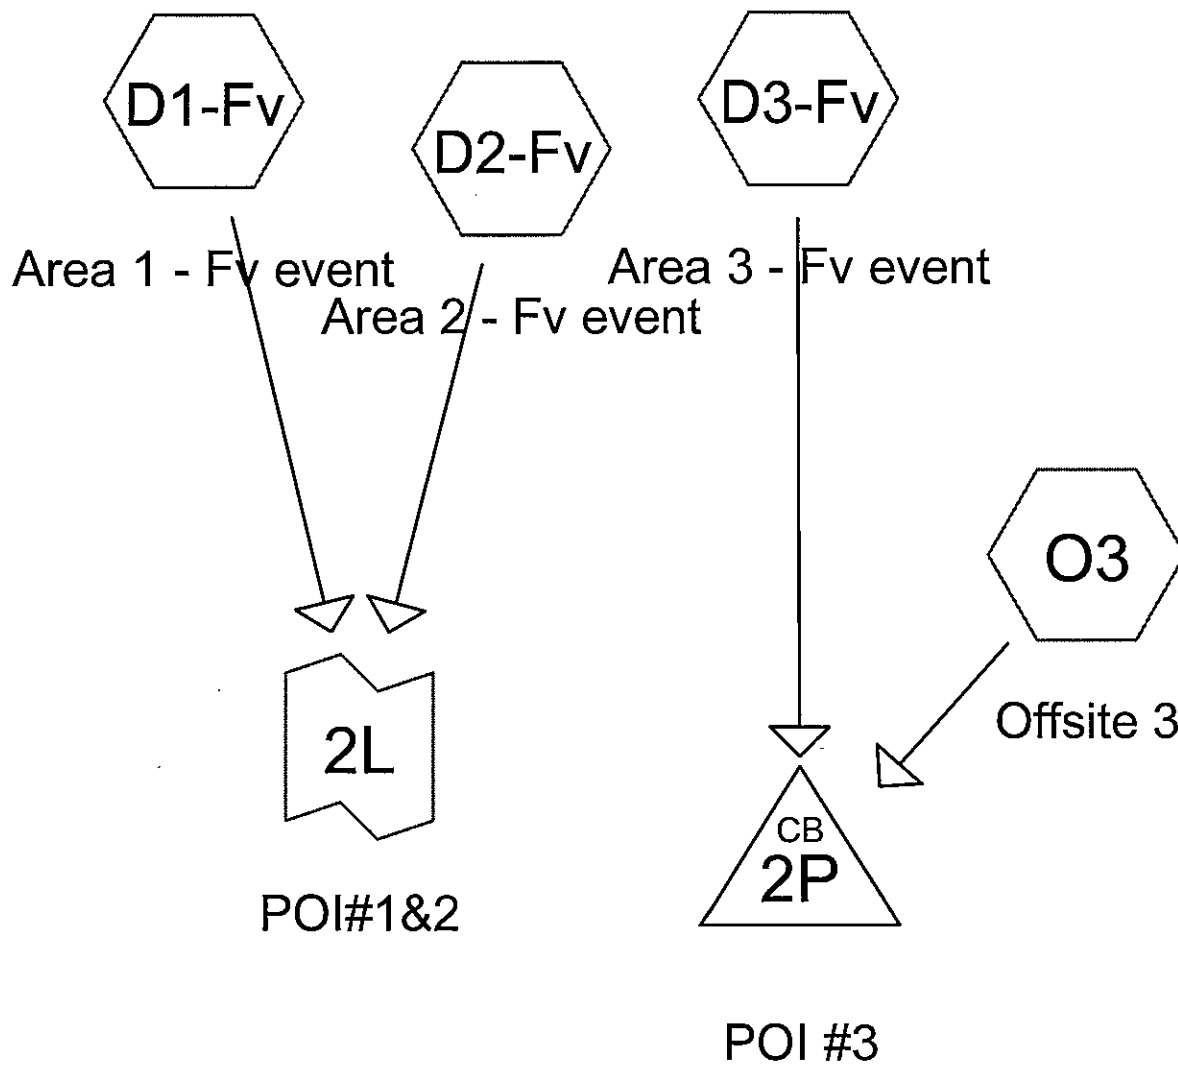 D1-Fv
D2-Fv
D3-Fv
Area 1 - Fv event
Area 2 - Fv event
Area 3 - Fv event
O3
Offsite 3
2L
CB
2P
POI#1&2
POI #3